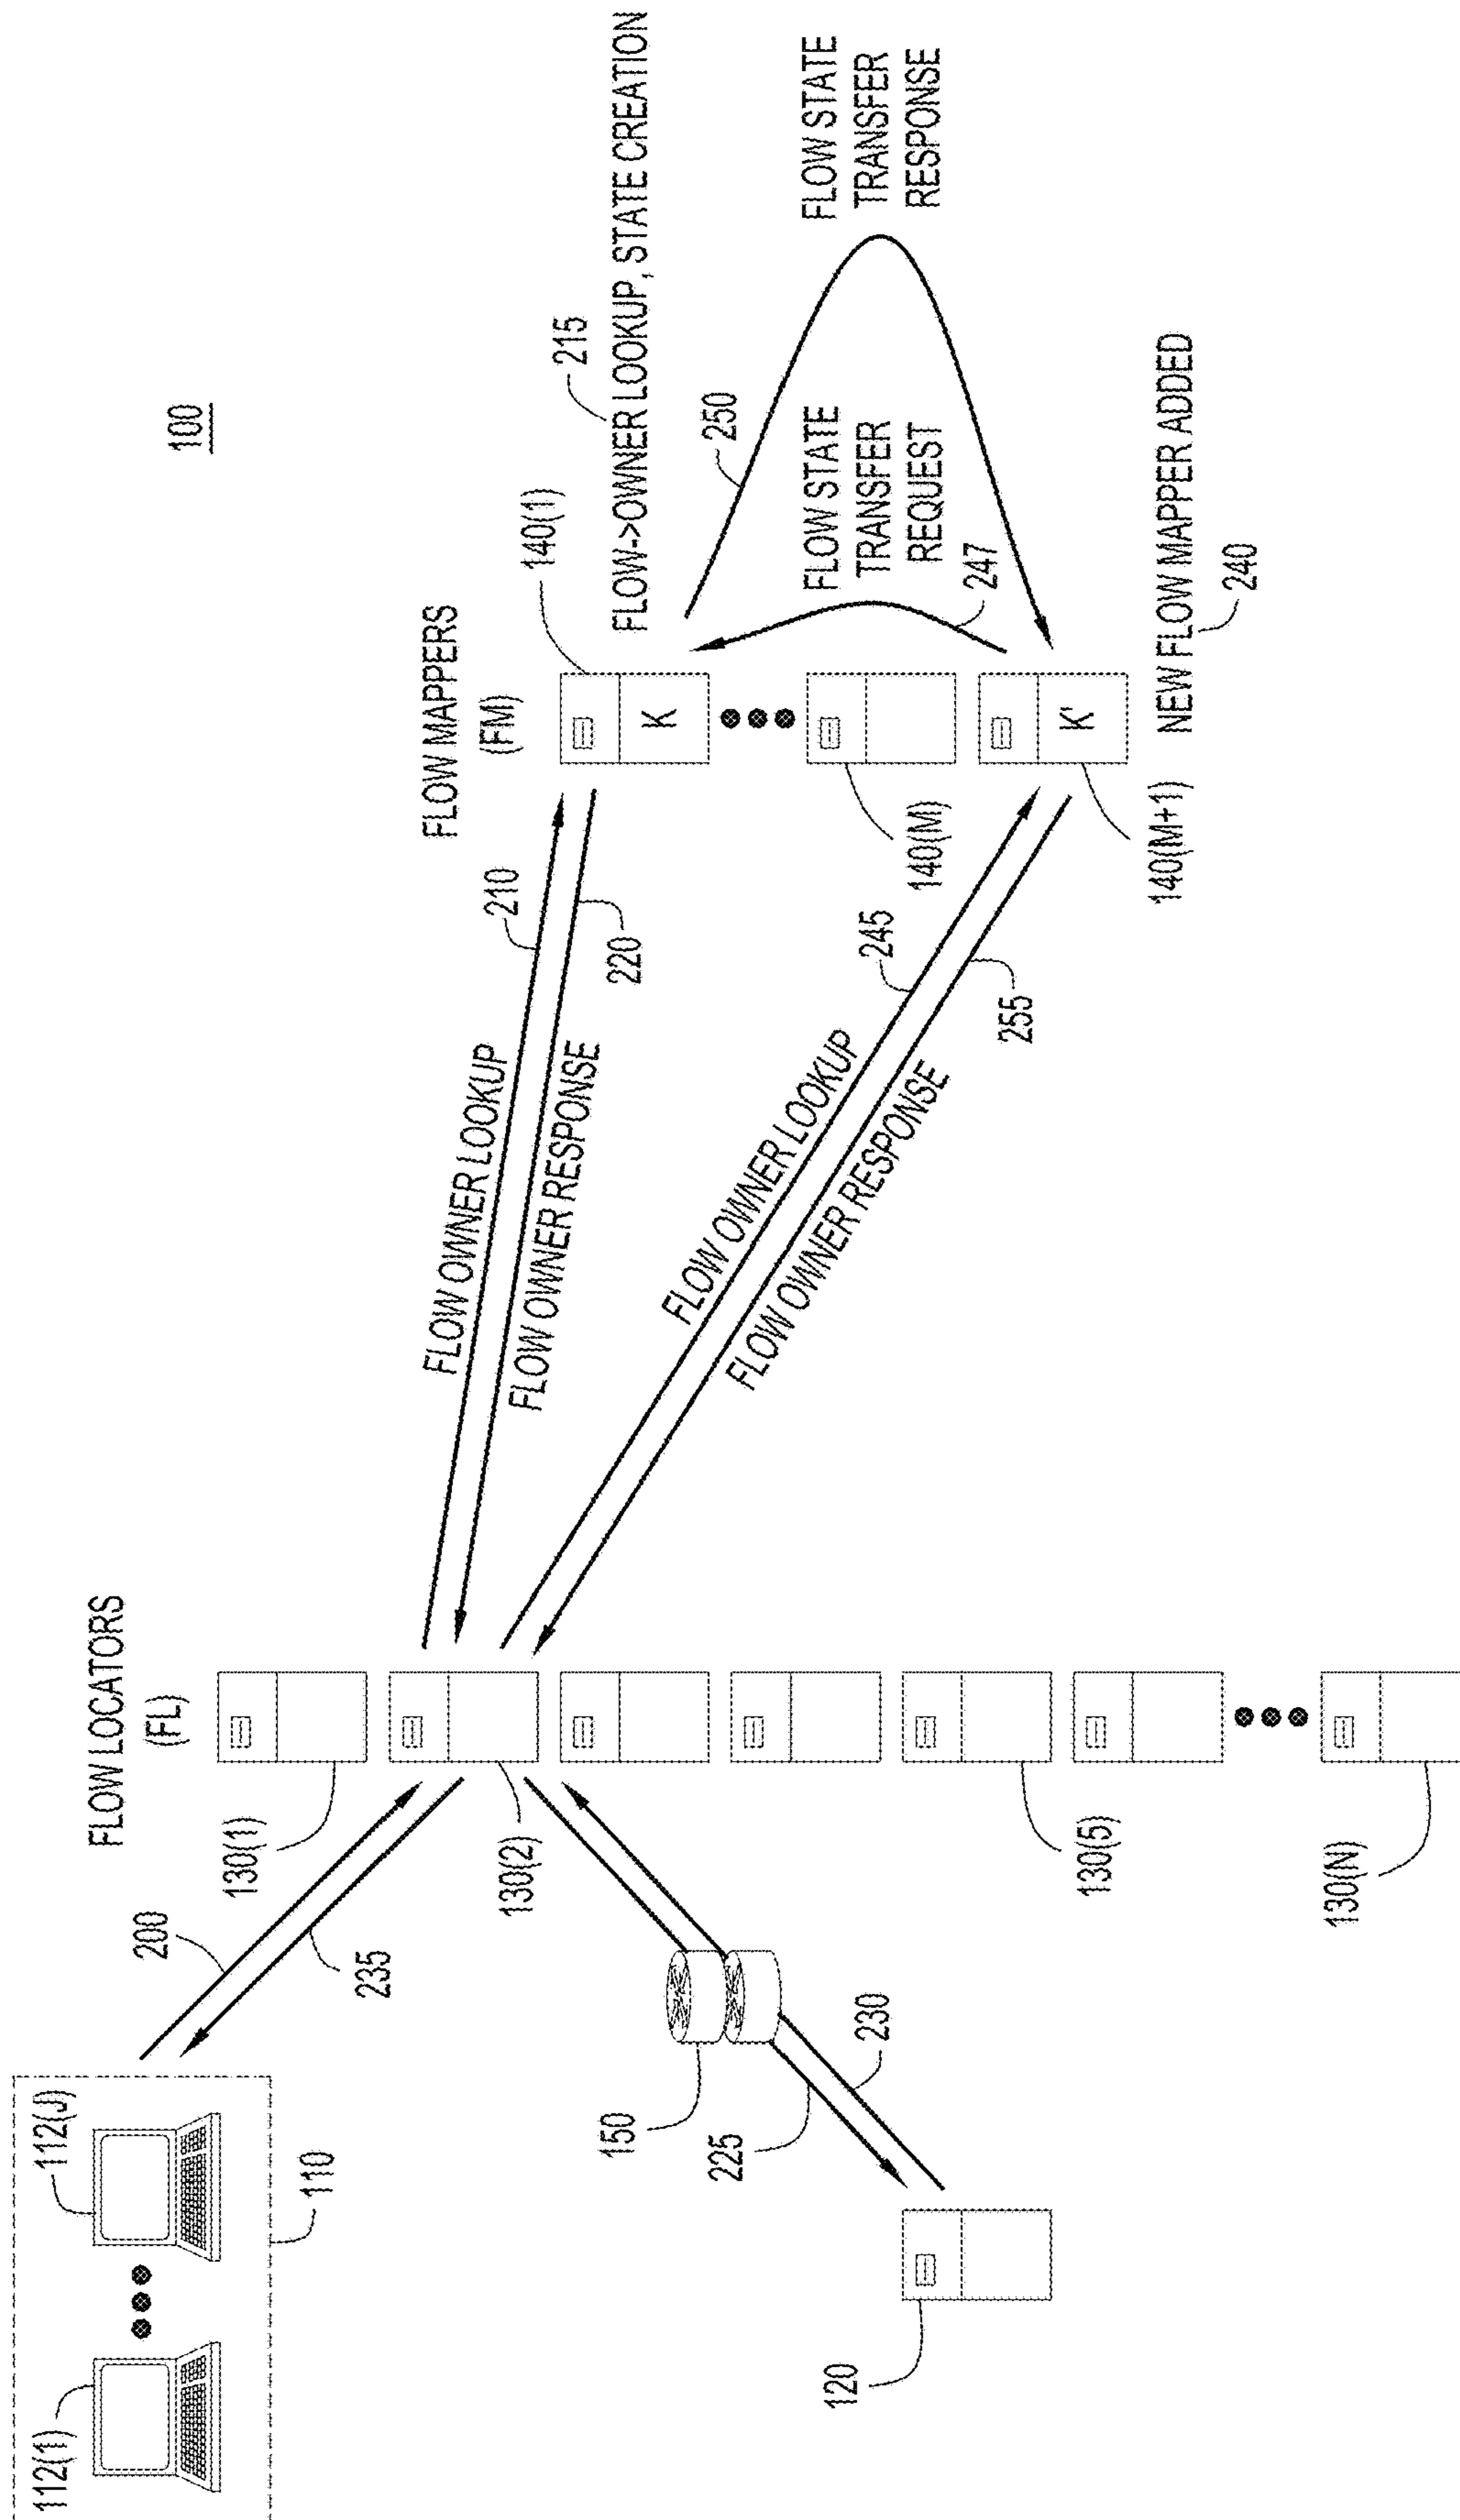 100
112(1)
112(J)
110
200
235
FLOW LOCATORS
(FL)
130(1)
130(2)
130(5)
130(N)
120
150
225
230
FLOW OWNER LOOKUP
210
FLOW OWNER RESPONSE
220
FLOW OWNER LOOKUP
245
FLOW OWNER RESPONSE
255
FLOW MAPPERS
(FM)
140(1)
K
140(M)
K'
140(M+1)
215
FLOW->OWNER LOOKUP, STATE CREATION
250
FLOW STATE
TRANSFER
REQUEST
247
FLOW STATE
TRANSFER
RESPONSE
NEW FLOW MAPPER ADDED
240